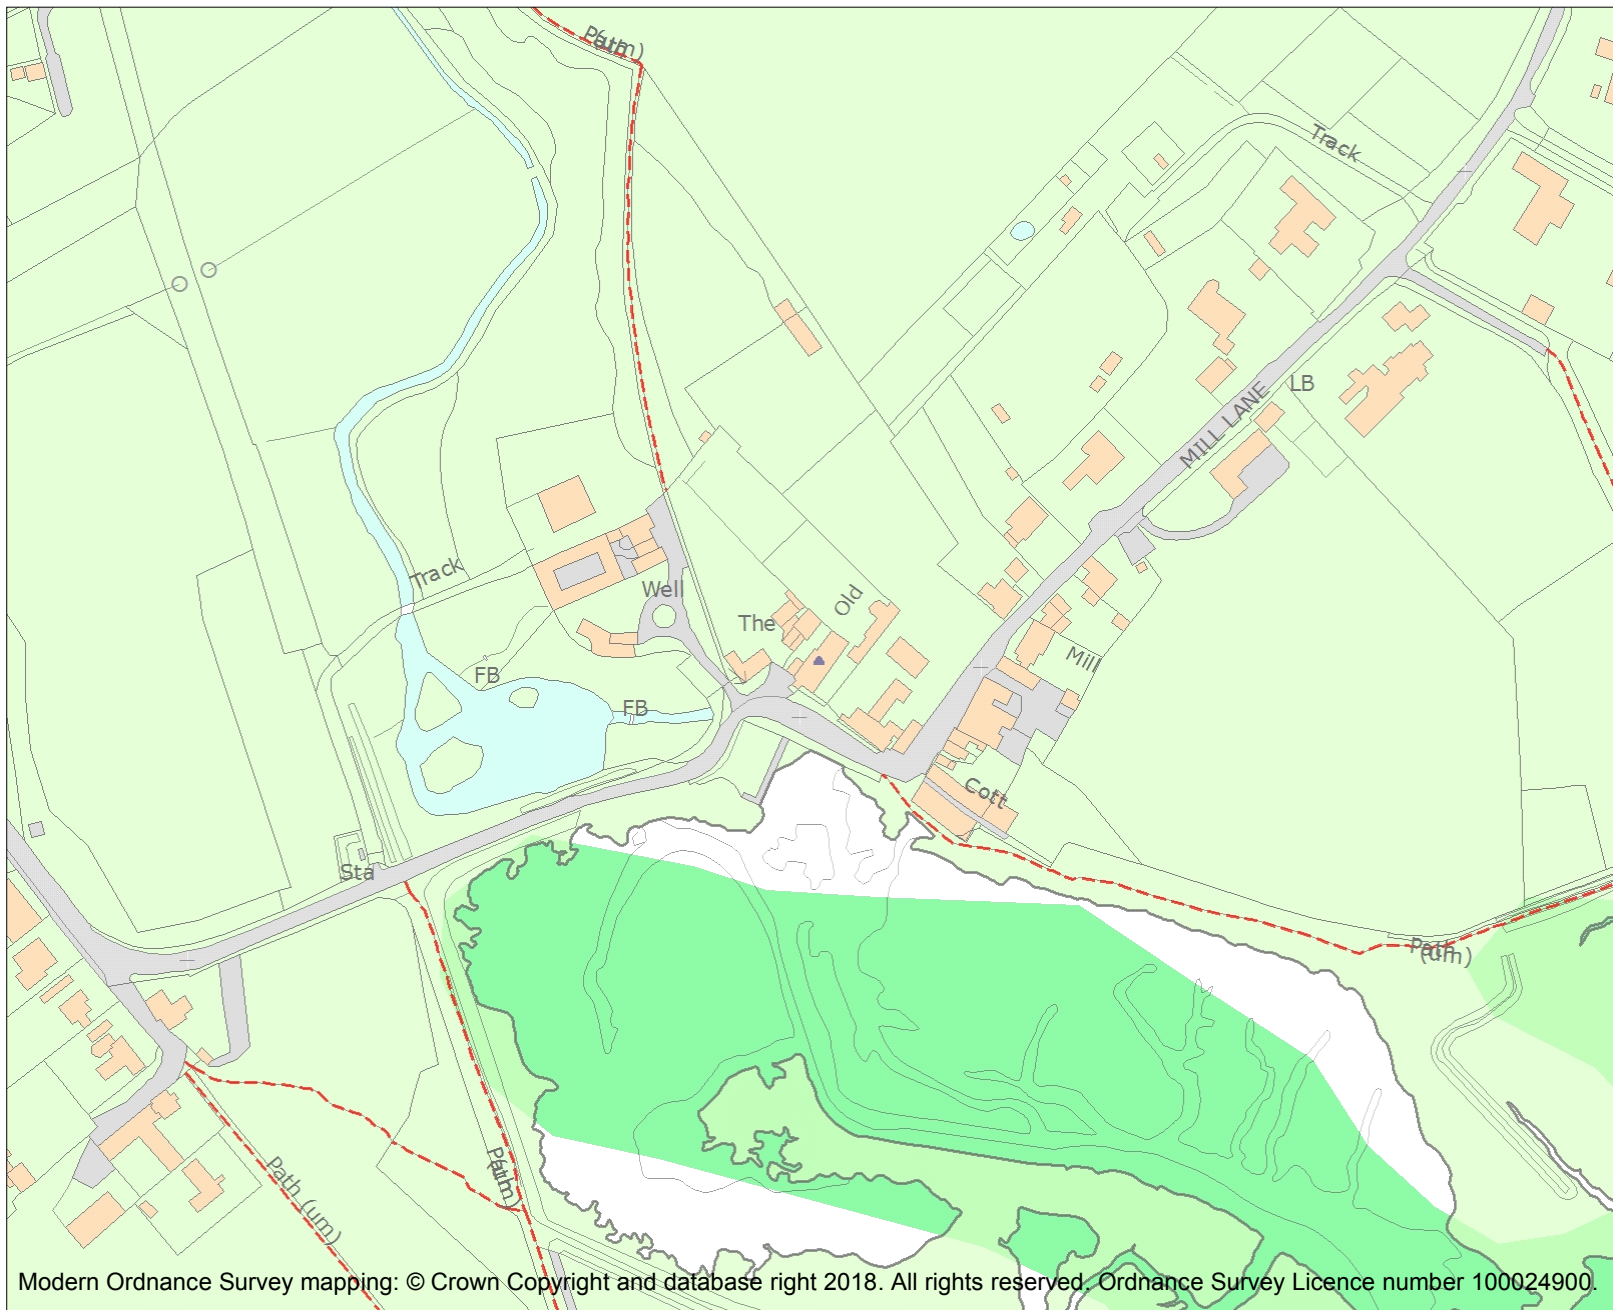 Path (um)
Track
LB
MILL LANE
Track
Well
The
Old
Mill
FB
FB
Cott
Sta
Path (um)
Path (um)
Path (um)
Modern Ordnance Survey mapping: © Crown Copyright and database right 2018. All rights reserved. Ordnance Survey Licence number 100024900.